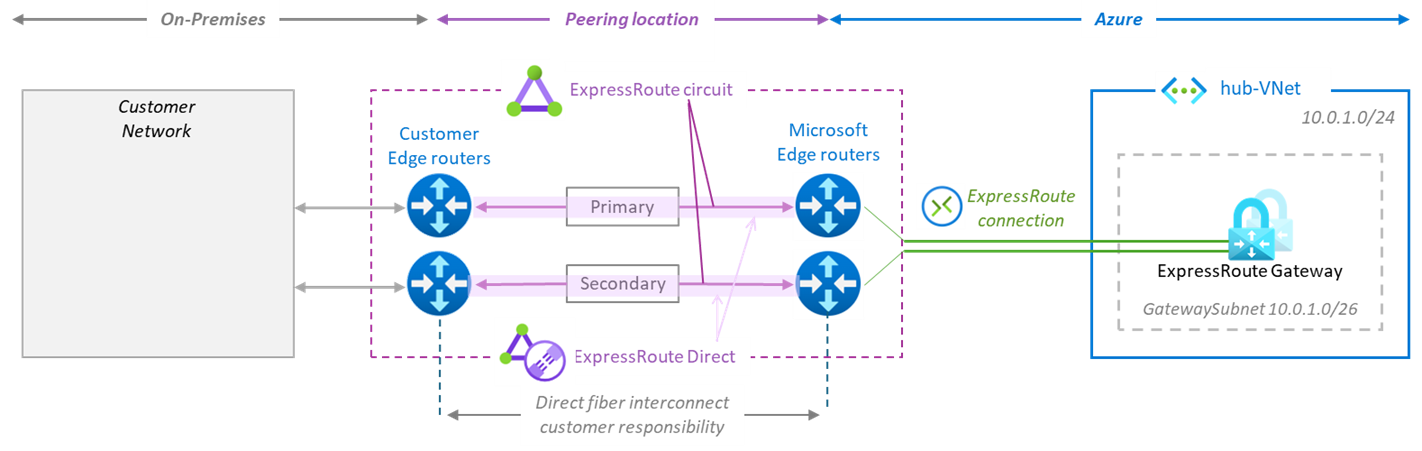 On-Premises
Peering location
Azure
Customer
Network
ExpressRoute circuit
hub-VNet
10.0.1.0/24
Customer
Edge routers
Microsoft
Edge routers
Primary
ExpressRoute
connection
Secondary
ExpressRoute Gateway
GatewaySubnet 10.0.1.0/26
ExpressRoute Direct
Direct fiber interconnect
customer responsibility